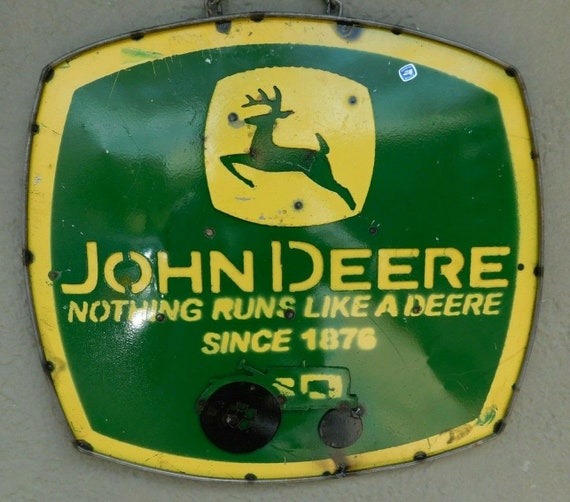 JOHN DEERE
NOTHING RUNS LIKE A DEERE
SINCE 1876